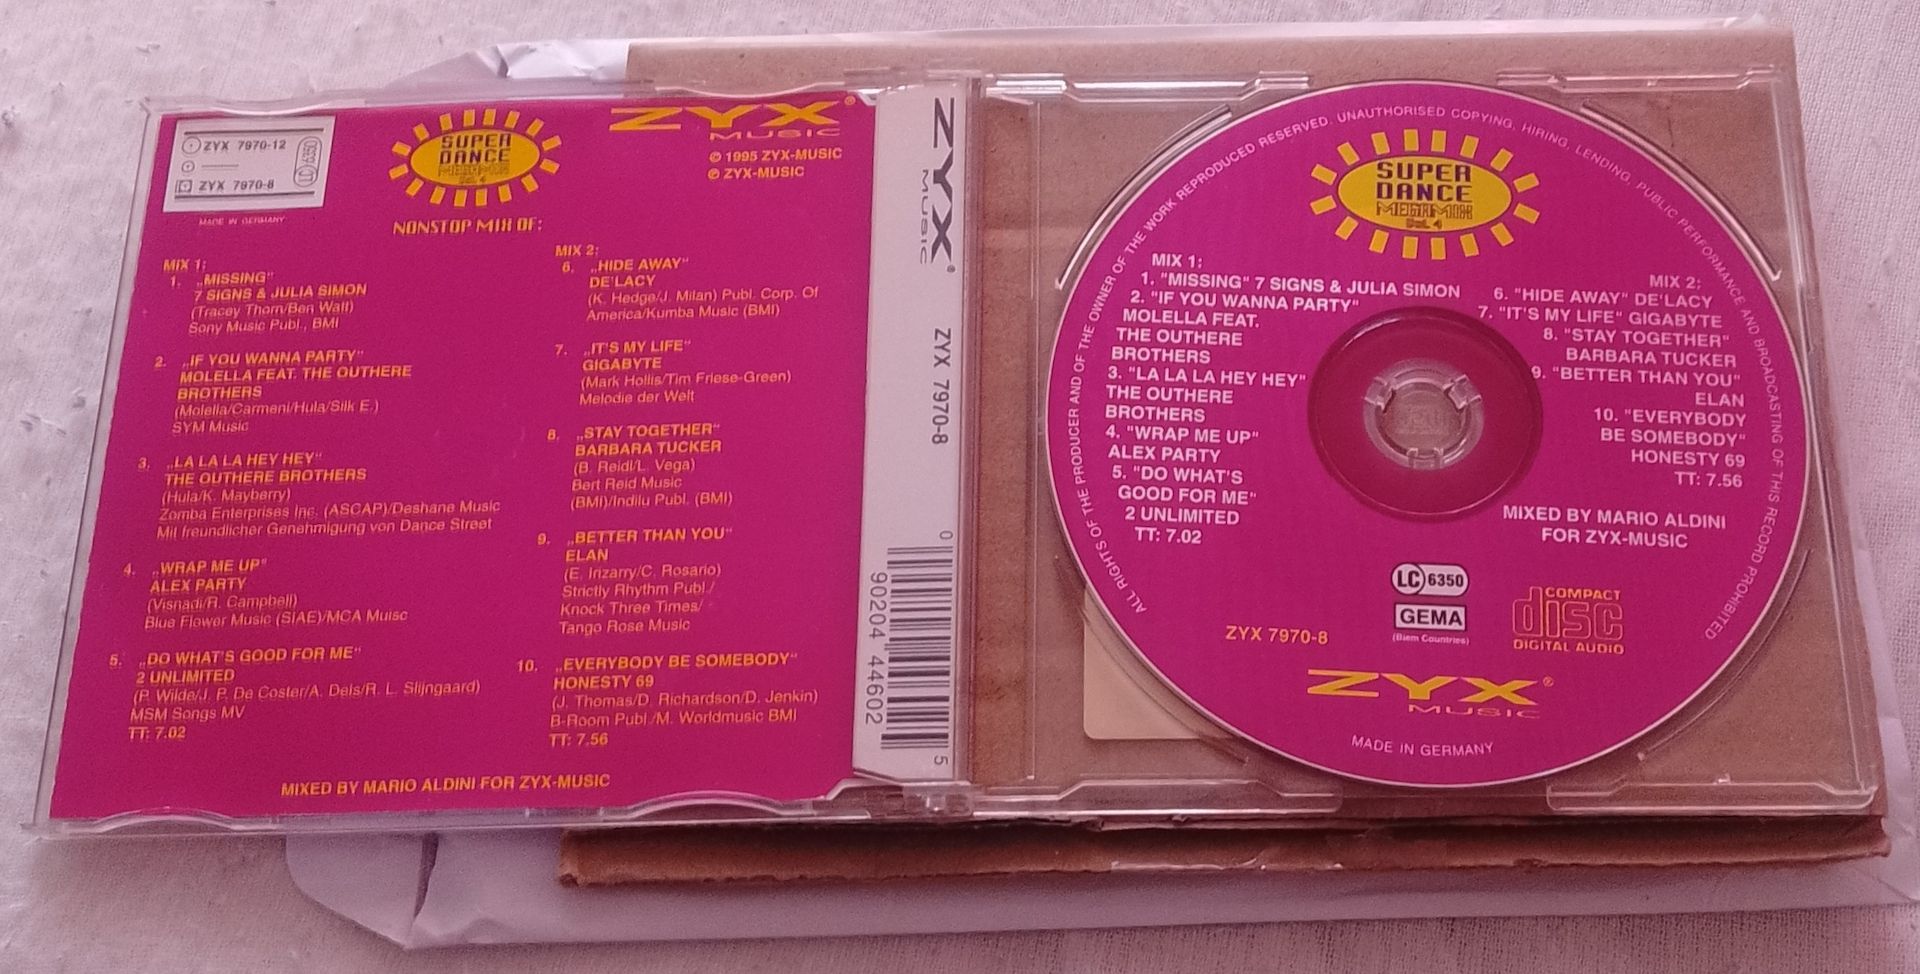 ZYX 7970-12
ZYX 7970-8
LC 6350
MADE IN GERMANY
SUPER
DANCE
MEGAMIX
Vol. 4
ZYX®
MUSIC
© 1995 ZYX-MUSIC
℗ ZYX-MUSIC
NONSTOP MIX OF:
MIX 1:
1. „MISSING"
7 SIGNS & JULIA SIMON
(Tracey Thorn/Ben Watt)
Sony Music Publ., BMI
2. „IF YOU WANNA PARTY"
MOLELLA FEAT. THE OUTHERE
BROTHERS
(Molella/Carmeni/Hula/Silk E.)
SYM Music
3. „LA LA LA HEY HEY"
THE OUTHERE BROTHERS
(Hula/K. Mayberry)
Zomba Enterprises Inc. (ASCAP)/Deshane Music
Mit freundlicher Genehmigung von Dance Street
4. „WRAP ME UP"
ALEX PARTY
(Visnadi/R. Campbell)
Blue Flower Music (SIAE)/MCA Muisc
5. „DO WHAT'S GOOD FOR ME"
2 UNLIMITED
(P. Wilde/J. P. De Coster/A. Dels/R. L. Slijngaard)
MSM Songs MV
TT: 7.02
MIX 2:
6. „HIDE AWAY"
DE'LACY
(K. Hedge/J. Milan) Publ. Corp. Of
America/Kumba Music (BMI)
7. „IT'S MY LIFE"
GIGABYTE
(Mark Hollis/Tim Friese-Green)
Melodie der Welt
8. „STAY TOGETHER"
BARBARA TUCKER
(B. Reidl/L. Vega)
Bert Reid Music
(BMI)/Indilu Publ. (BMI)
9. „BETTER THAN YOU"
ELAN
(E. Irizarry/C. Rosario)
Strictly Rhythm Publ./
Knock Three Times/
Tango Rose Music
10. „EVERYBODY BE SOMEBODY"
HONESTY 69
(J. Thomas/D. Richardson/D. Jenkin)
B-Room Publ./M. Worldmusic BMI
TT: 7.56
MIXED BY MARIO ALDINI FOR ZYX-MUSIC
ZYX®
MUSIC
ZYX 7970-8
0 90204 44602 5
ALL RIGHTS OF THE PRODUCER AND OF THE OWNER OF THE WORK REPRODUCED RESERVED. UNAUTHORISED COPYING, HIRING, LENDING, PUBLIC PERFORMANCE AND BROADCASTING OF THIS RECORD PROHIBITED
SUPER
DANCE
MEGAMIX
Vol. 4
MIX 1:
1. "MISSING" 7 SIGNS & JULIA SIMON
2. "IF YOU WANNA PARTY"
MOLELLA FEAT.
THE OUTHERE
BROTHERS
3. "LA LA LA HEY HEY"
THE OUTHERE
BROTHERS
4. "WRAP ME UP"
ALEX PARTY
5. "DO WHAT'S
GOOD FOR ME"
2 UNLIMITED
TT: 7.02
MIX 2:
6. "HIDE AWAY" DE'LACY
7. "IT'S MY LIFE" GIGABYTE
8. "STAY TOGETHER"
BARBARA TUCKER
9. "BETTER THAN YOU"
ELAN
10. "EVERYBODY
BE SOMEBODY"
HONESTY 69
TT: 7.56
MIXED BY MARIO ALDINI
FOR ZYX-MUSIC
LC 6350
GEMA
(Biem Countries)
COMPACT
disc
DIGITAL AUDIO
ZYX 7970-8
ZYX®
MUSIC
MADE IN GERMANY